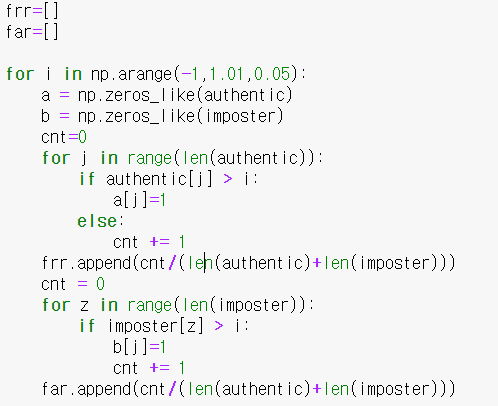 frr=[]
far=[]
for i in np.arange(-1,1.01,0.05):
    a = np.zeros_like(authentic)
    b = np.zeros_like(imposter)
    cnt=0
    for j in range(len(authentic)):
        if authentic[j] > i:
            a[j]=1
        else:
            cnt += 1
    frr.append(cnt/(len(authentic)+len(imposter)))
    cnt = 0
    for z in range(len(imposter)):
        if imposter[z] > i:
            b[j]=1
            cnt += 1
    far.append(cnt/(len(authentic)+len(imposter)))